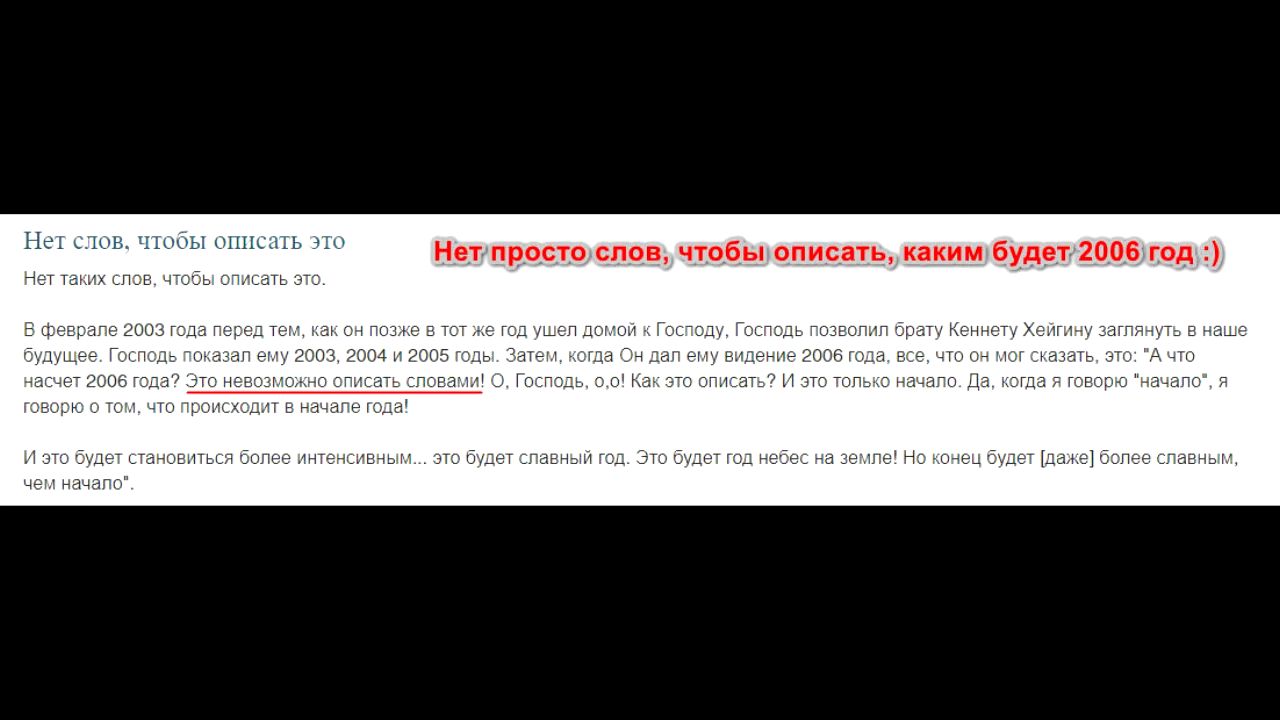 Нет слов, чтобы описать это
Нет просто слов, чтобы описать, каким будет 2006 год :)
Нет таких слов, чтобы описать это.
В феврале 2003 года перед тем, как он позже в тот же год ушел домой к Господу, Господь позволил брату Кеннету Хейгину заглянуть в наше
будущее. Господь показал ему 2003, 2004 и 2005 годы. Затем, когда Он дал ему видение 2006 года, все, что он мог сказать, это: "А что
насчет 2006 года? Это невозможно описать словами! О, Господь, о,о! Как это описать? И это только начало. Да, когда я говорю "начало", я
говорю о том, что происходит в начале года!
И это будет становиться более интенсивным... это будет славный год. Это будет год небес на земле! Но конец будет [даже] более славным,
чем начало".